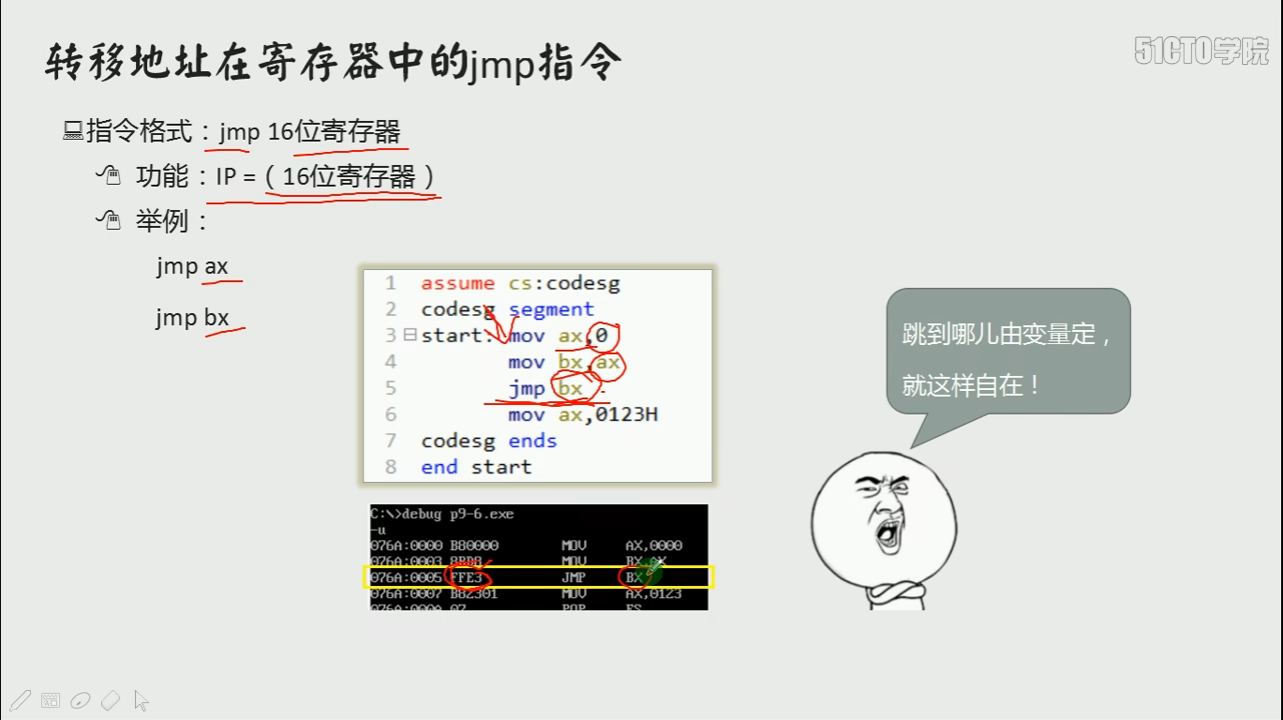 转移地址在寄存器中的jmp指令
51CTO学院
指令格式：jmp 16位寄存器
功能：IP =（16位寄存器）
举例：
jmp ax
jmp bx
1 assume cs:codesg
2 codesg segment
3 start: mov ax,0
4 mov bx,ax
5 jmp bx
6 mov ax,0123H
7 codesg ends
8 end start
跳到哪儿由变量定，
就这样自在！
C:\>debug p9-6.exe
-u
076A:0000 B80000 MOV AX,0000
076A:0003 8BD8 MOV BX,AX
076A:0005 FFE3 JMP BX
076A:0007 B82301 MOV AX,0123
076A:000A 07 POP ES